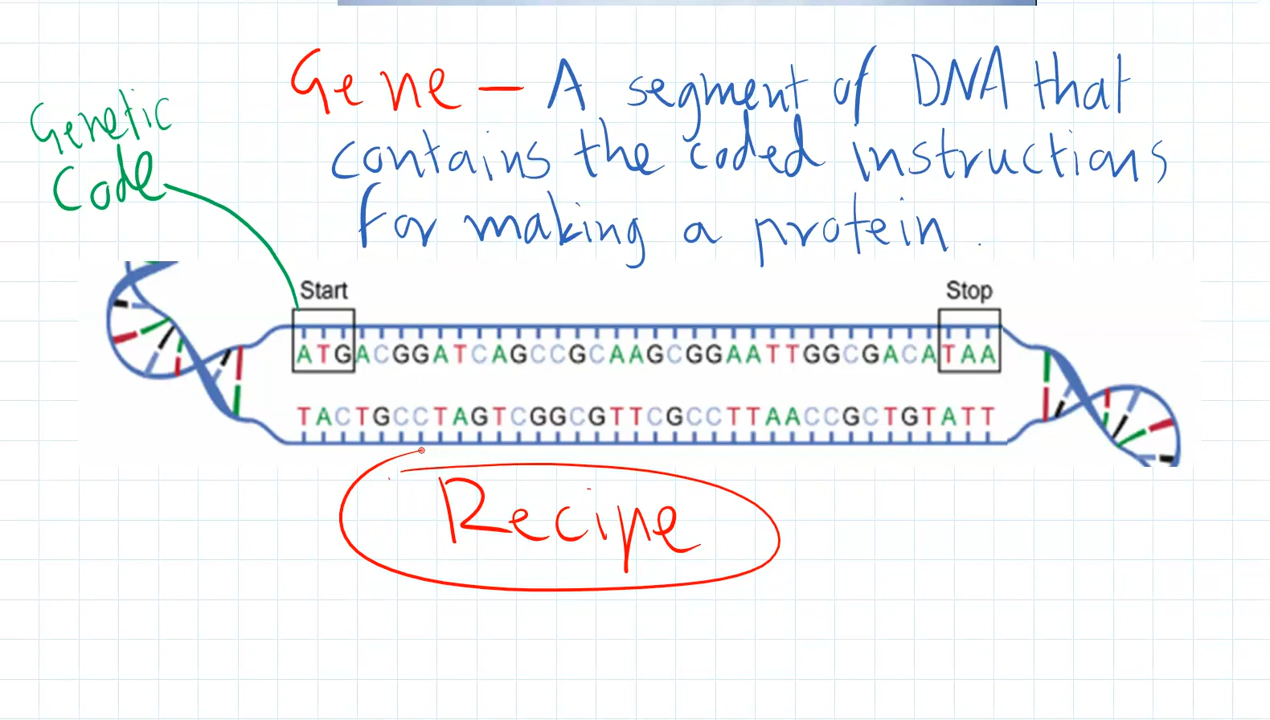 Gene - A segment of DNA that
contains the coded instructions
for making a protein.
Genetic
Code
Start
Stop
ATGACGGATCAGCCGCAAGCGGAATTGGCGACATAA
TACTGCCTAGTCGGCGTTCGCCTTAACCGCTGTATT
Recipe